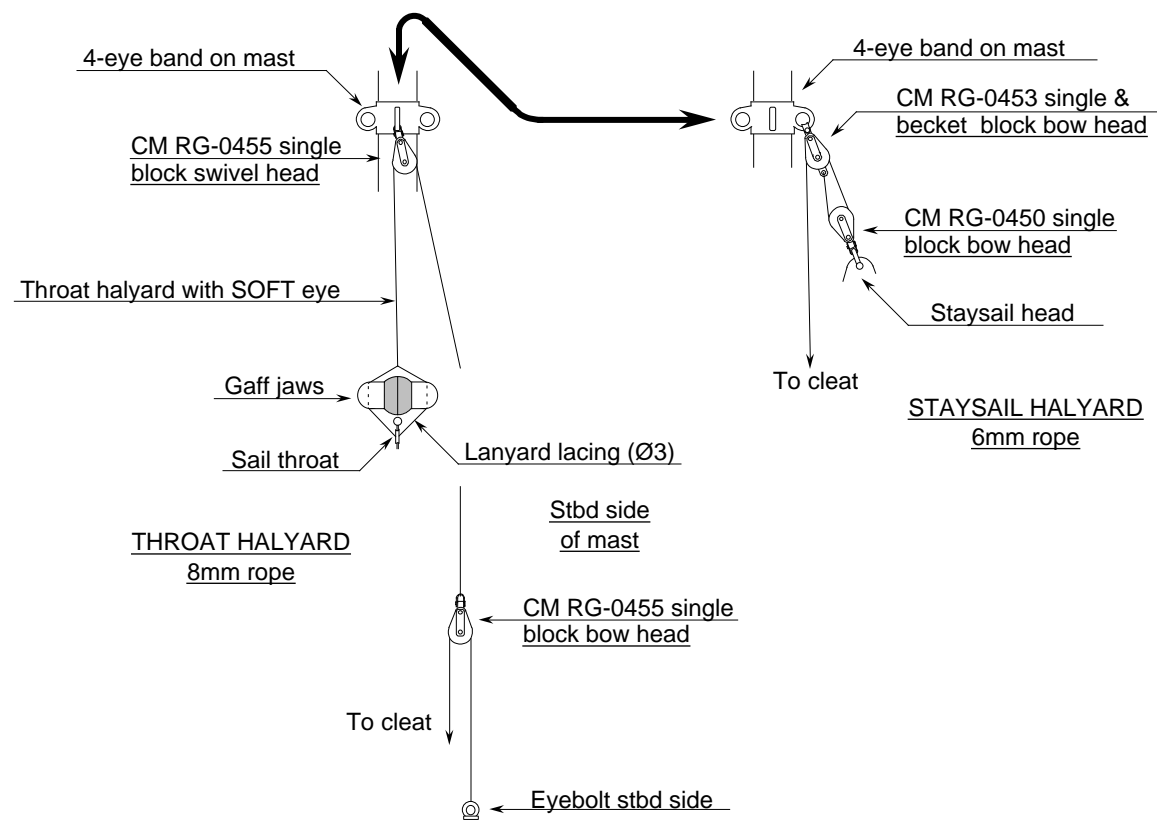 4-eye band on mast
CM RG-0455 single
block swivel head
Throat halyard with SOFT eye
Gaff jaws
Sail throat
Lanyard lacing (Ø3)
THROAT HALYARD
8mm rope
Stbd side
of mast
CM RG-0455 single
block bow head
To cleat
Eyebolt stbd side
4-eye band on mast
CM RG-0453 single &
becket block bow head
CM RG-0450 single
block bow head
Staysail head
To cleat
STAYSAIL HALYARD
6mm rope